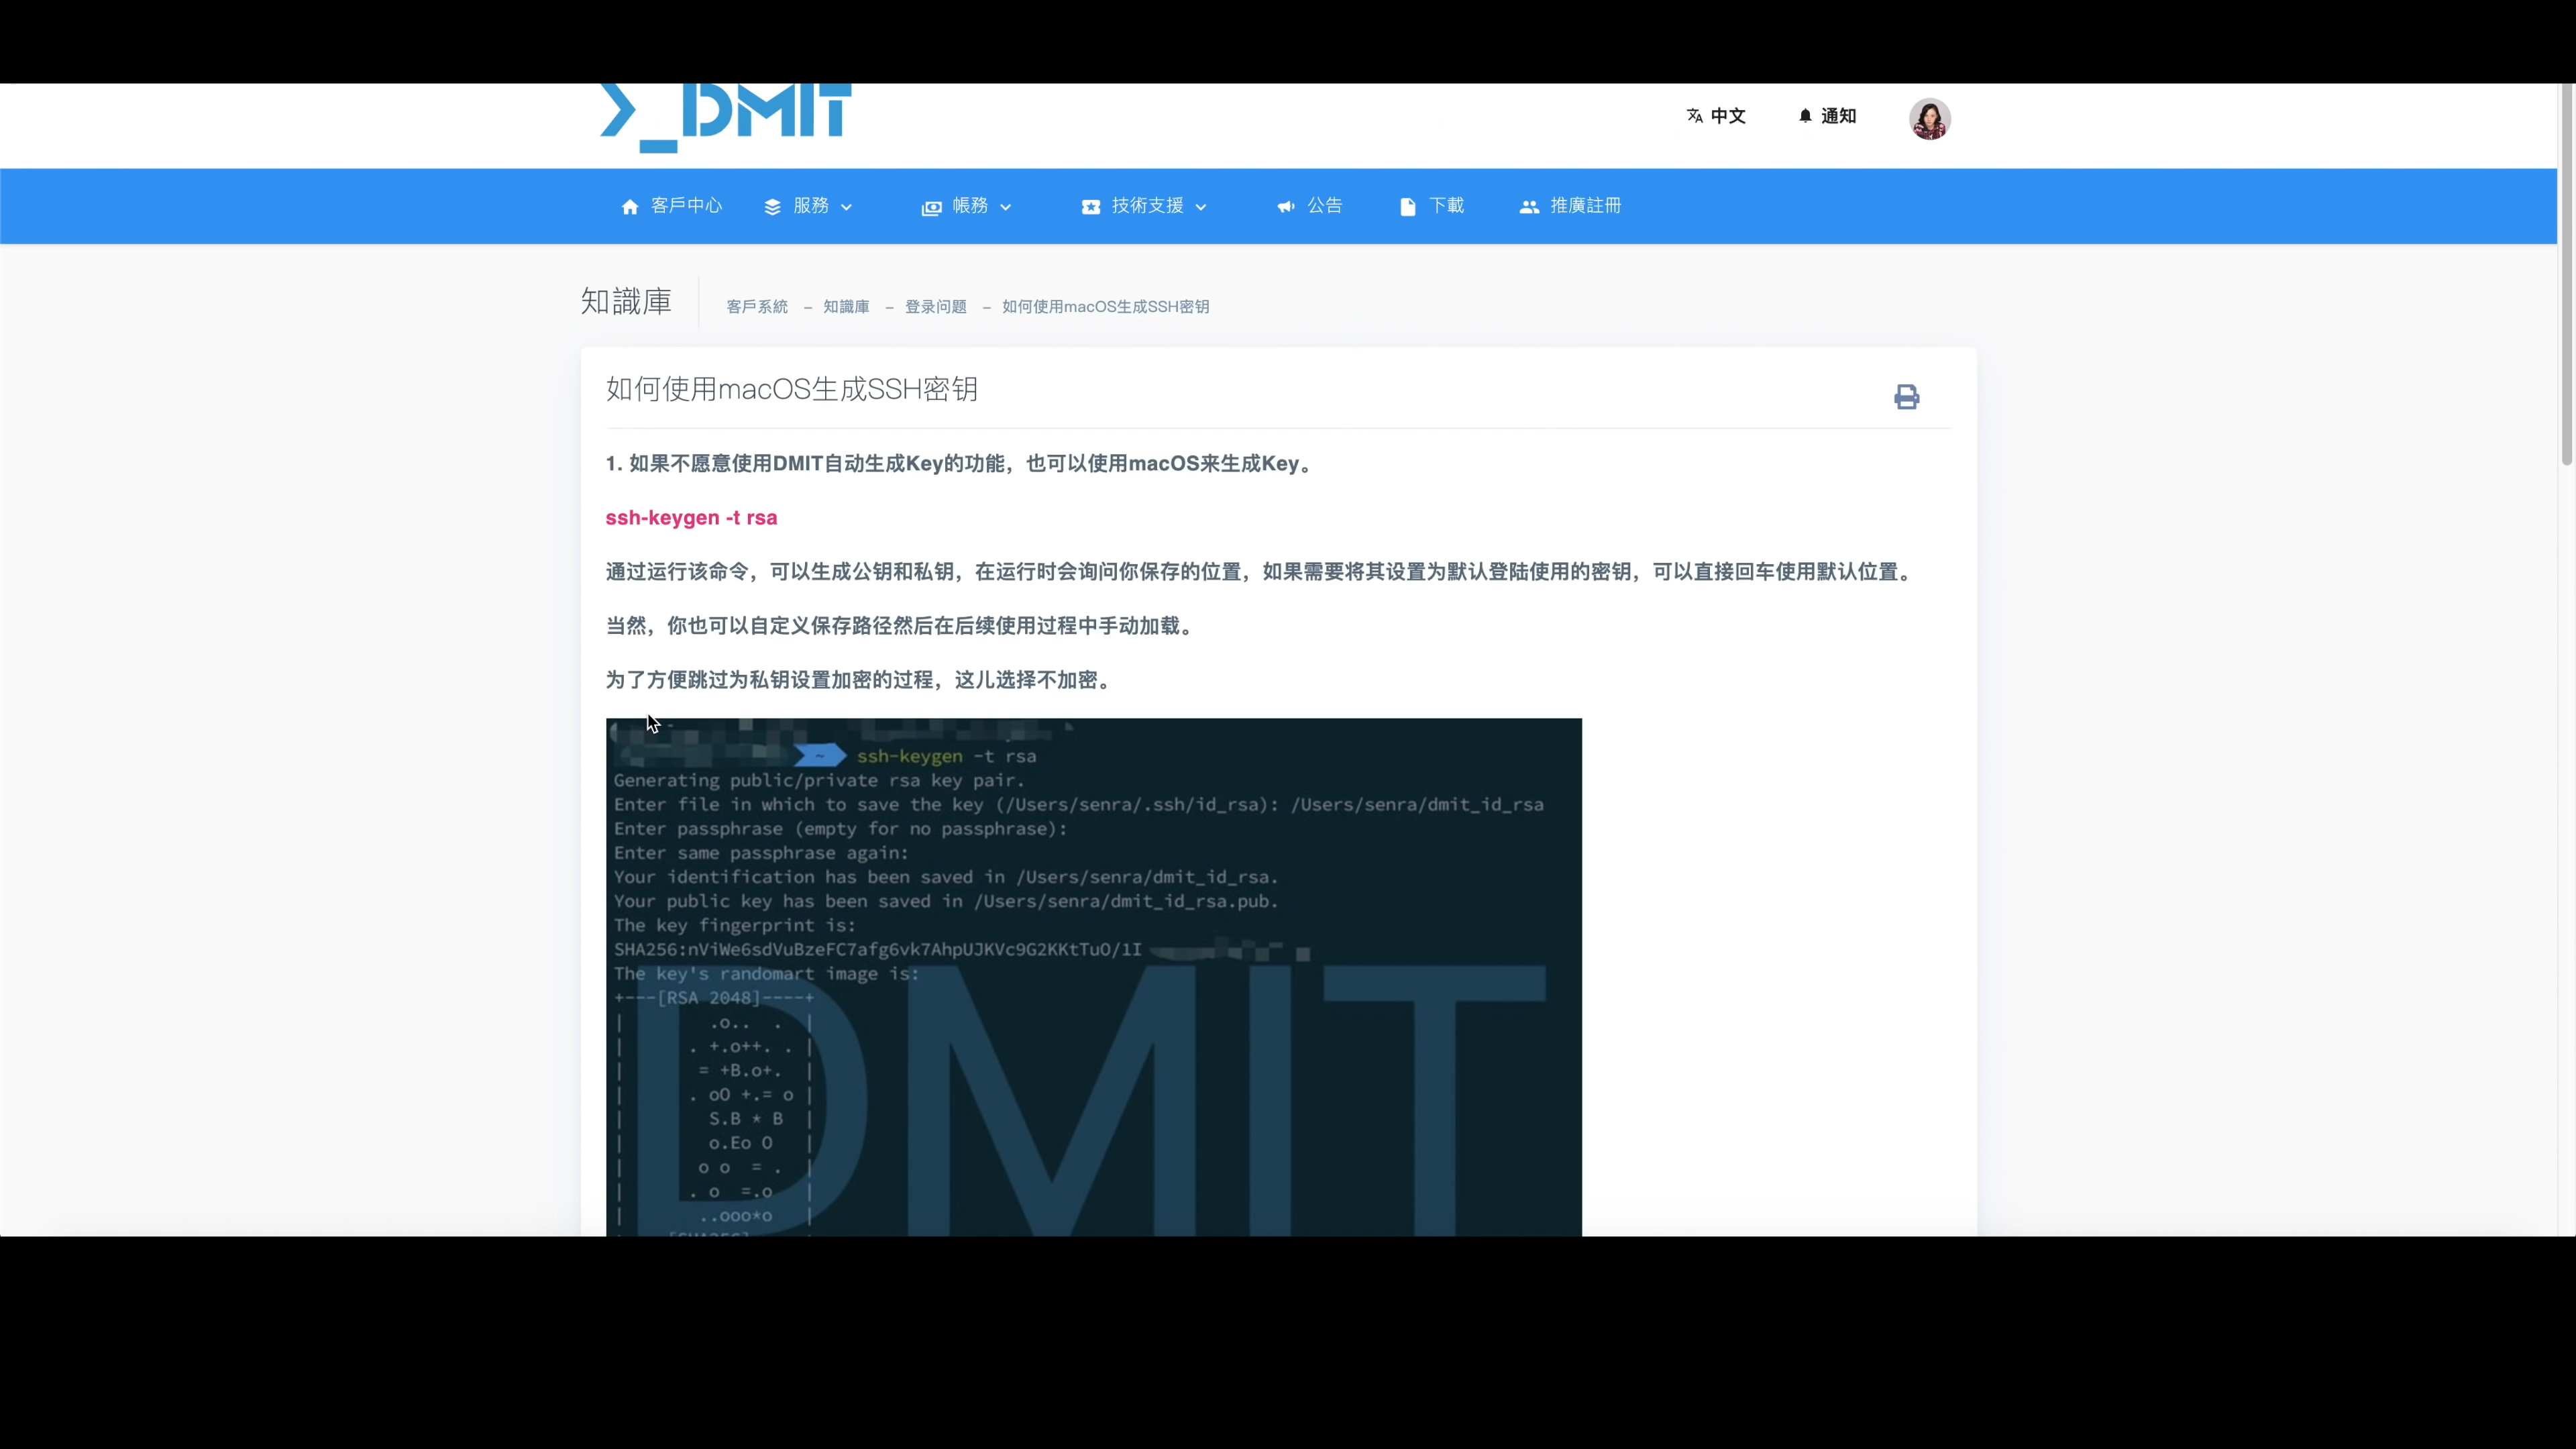 >_DMIT
中文 通知
客戶中心 服務 帳務 技術支援 公告 下載 推廣註冊
知識庫 客戶系統 – 知識庫 – 登录问题 – 如何使用macOS生成SSH密钥
如何使用macOS生成SSH密钥
1. 如果不愿意使用DMIT自动生成Key的功能，也可以使用macOS来生成Key。
ssh-keygen -t rsa
通过运行该命令，可以生成公钥和私钥，在运行时会询问你保存的位置，如果需要将其设置为默认登陆使用的密钥，可以直接回车使用默认位置。
当然，你也可以自定义保存路径然后在后续使用过程中手动加载。
为了方便跳过为私钥设置加密的过程，这儿选择不加密。
~ ssh-keygen -t rsa
Generating public/private rsa key pair.
Enter file in which to save the key (/Users/senra/.ssh/id_rsa): /Users/senra/dmit_id_rsa
Enter passphrase (empty for no passphrase):
Enter same passphrase again:
Your identification has been saved in /Users/senra/dmit_id_rsa.
Your public key has been saved in /Users/senra/dmit_id_rsa.pub.
The key fingerprint is:
SHA256:nViWe6sdVuBzeFC7afg6vk7AhpUJKVc9G2KKtTuO/1I
The key's randomart image is:
+---[RSA 2048]----+
|        .o..  .  |
|      . +.o++. . |
|       = +B.o+.  |
|      . oO +.= o |
|        S.B * B  |
|        o.Eo O   |
|       o o  = .  |
|      . o  =.o   |
|       ..ooo*o   |
DMIT